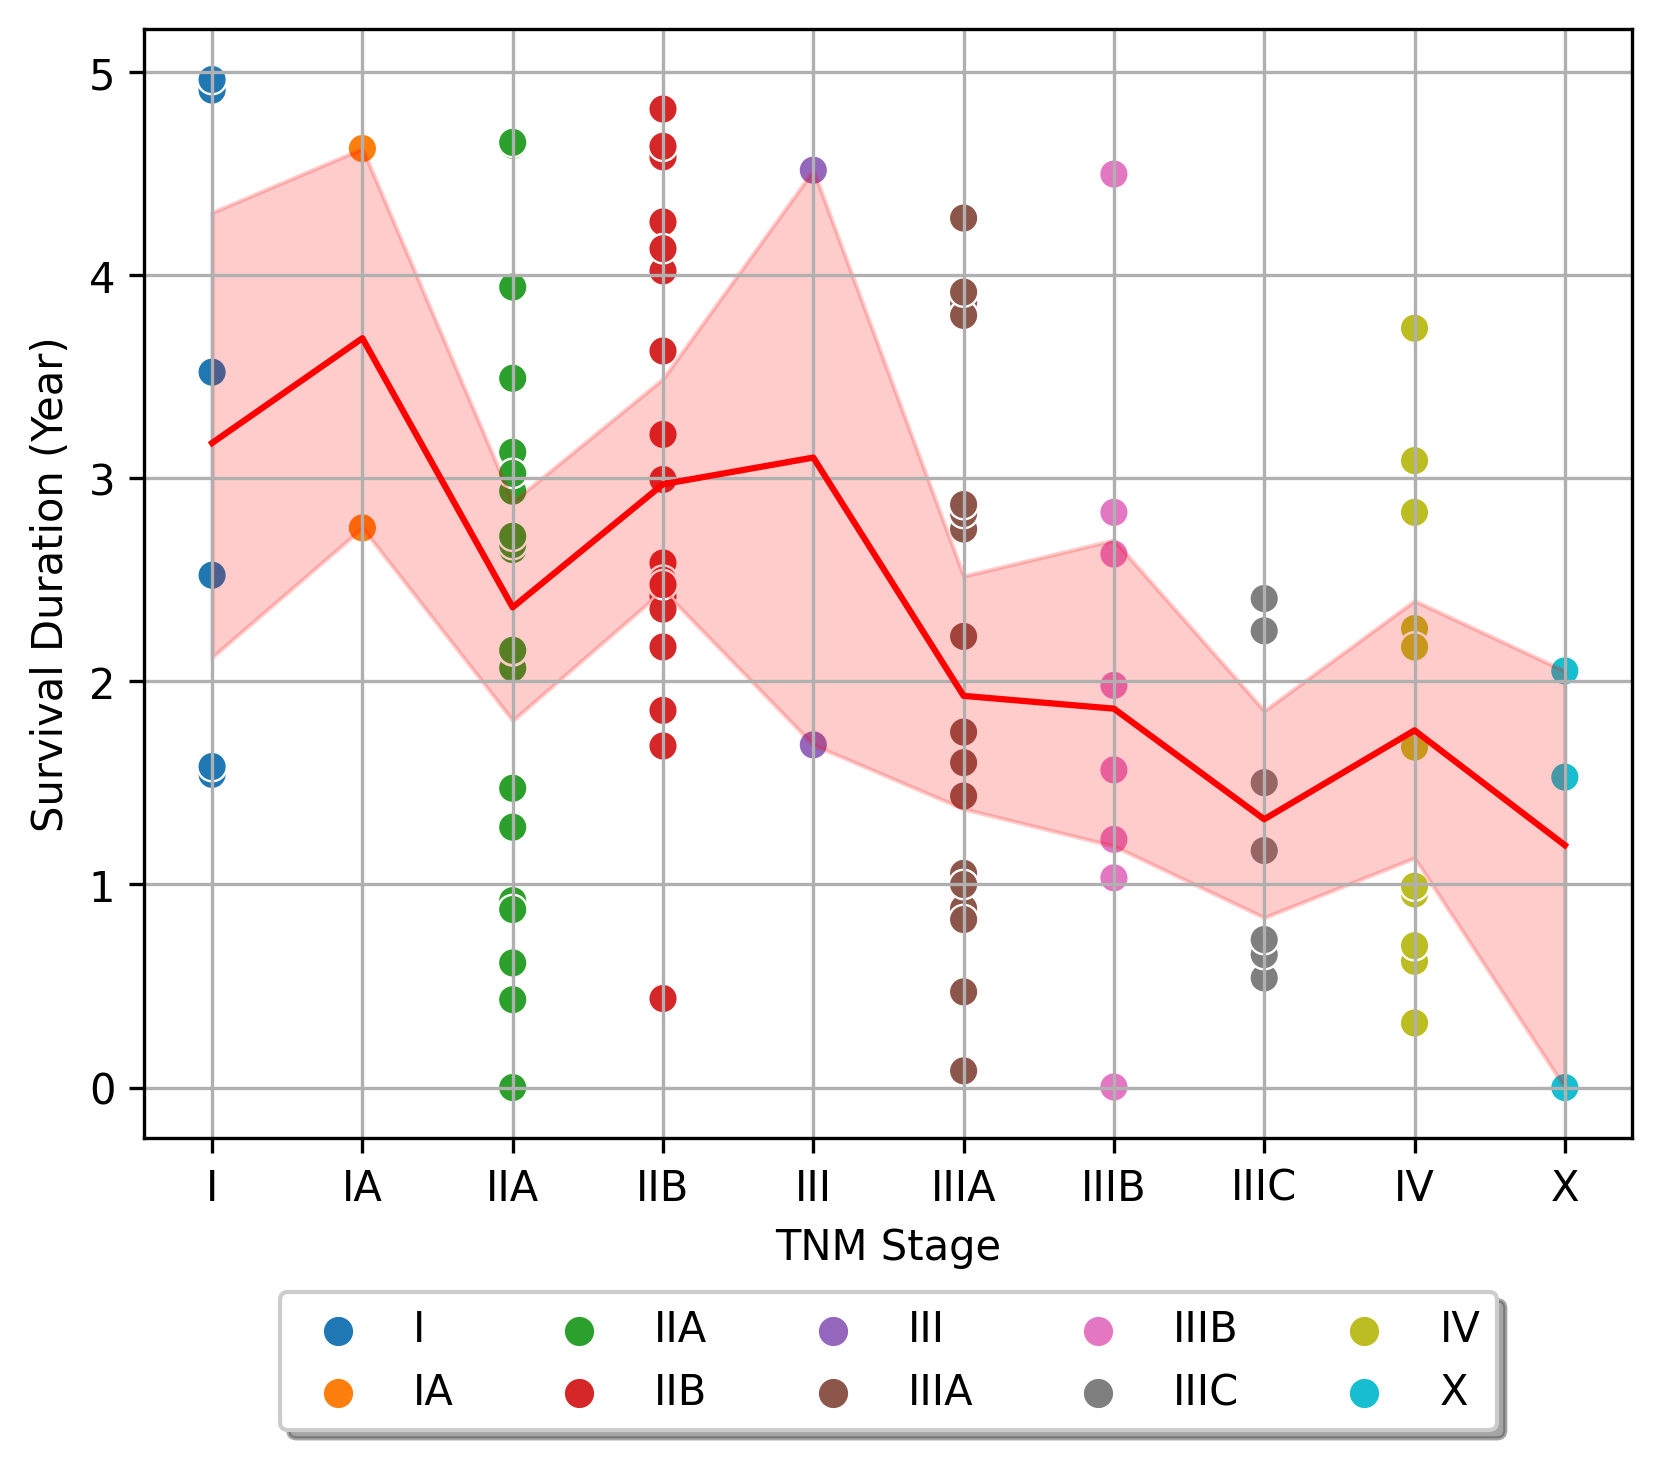 Survival Duration (Year)
5
4
3
2
1
0
I IA IIA IIB III IIIA IIIB IIIC IV X
TNM Stage
I IIA III IIIB IV
IA IIB IIIA IIIC X